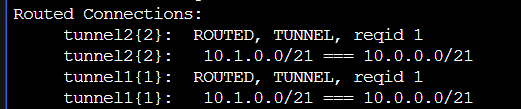 Routed Connections:
tunnel2{2}:  ROUTED, TUNNEL, reqid 1
tunnel2{2}:   10.1.0.0/21 === 10.0.0.0/21
tunnel1{1}:  ROUTED, TUNNEL, reqid 1
tunnel1{1}:   10.1.0.0/21 === 10.0.0.0/21